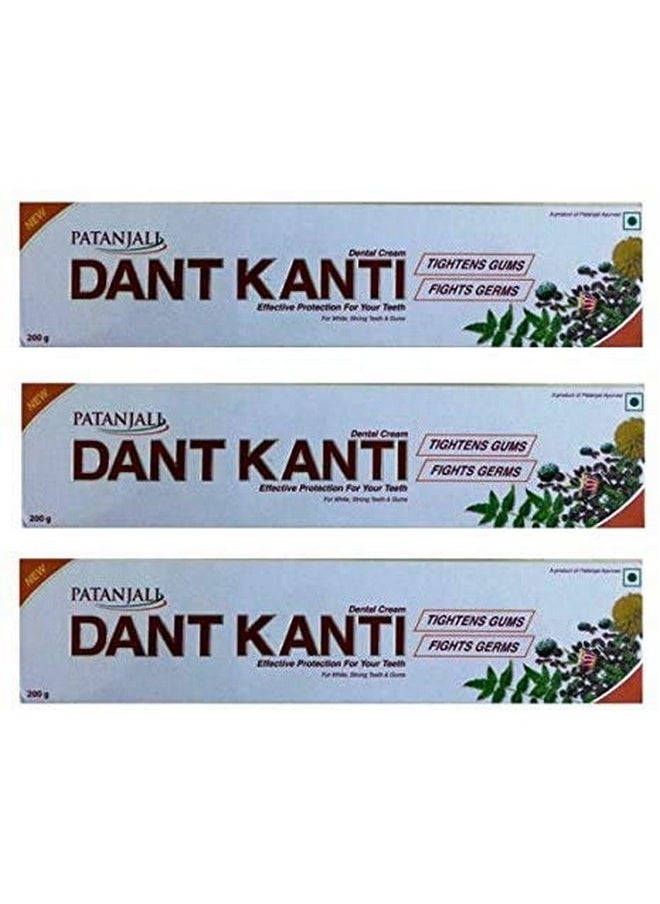 NEW
PATANJALI
A product of Patanjali Ayurved
Dental Cream
DANT KANTI
TIGHTENS GUMS
FIGHTS GERMS
Effective Protection For Your Teeth
For White, Strong Teeth & Gums
200 g
NEW
PATANJALI
A product of Patanjali Ayurved
Dental Cream
DANT KANTI
TIGHTENS GUMS
FIGHTS GERMS
Effective Protection For Your Teeth
For White, Strong Teeth & Gums
200 g
NEW
PATANJALI
A product of Patanjali Ayurved
Dental Cream
DANT KANTI
TIGHTENS GUMS
FIGHTS GERMS
Effective Protection For Your Teeth
For White, Strong Teeth & Gums
200 g